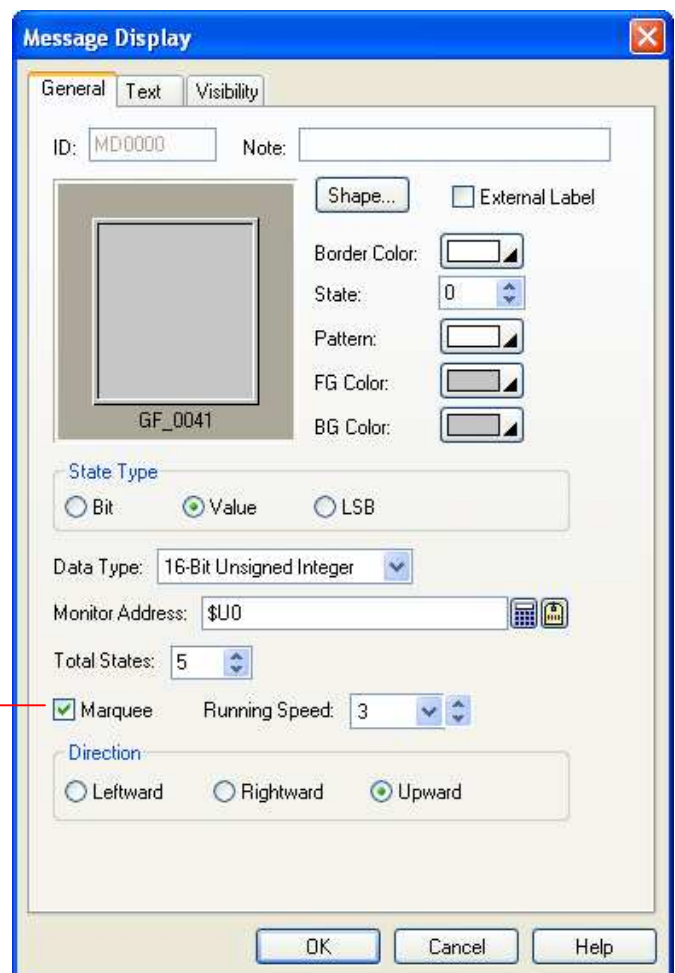 Message Display
General Text Visibility
ID: MD0000 Note:
Shape... External Label
Border Color:
State: 0
Pattern:
FG Color:
BG Color:
GF_0041
State Type
Bit Value LSB
Data Type: 16-Bit Unsigned Integer
Monitor Address: $U0
Total States: 5
Marquee Running Speed: 3
Direction
Leftward Rightward Upward
OK Cancel Help